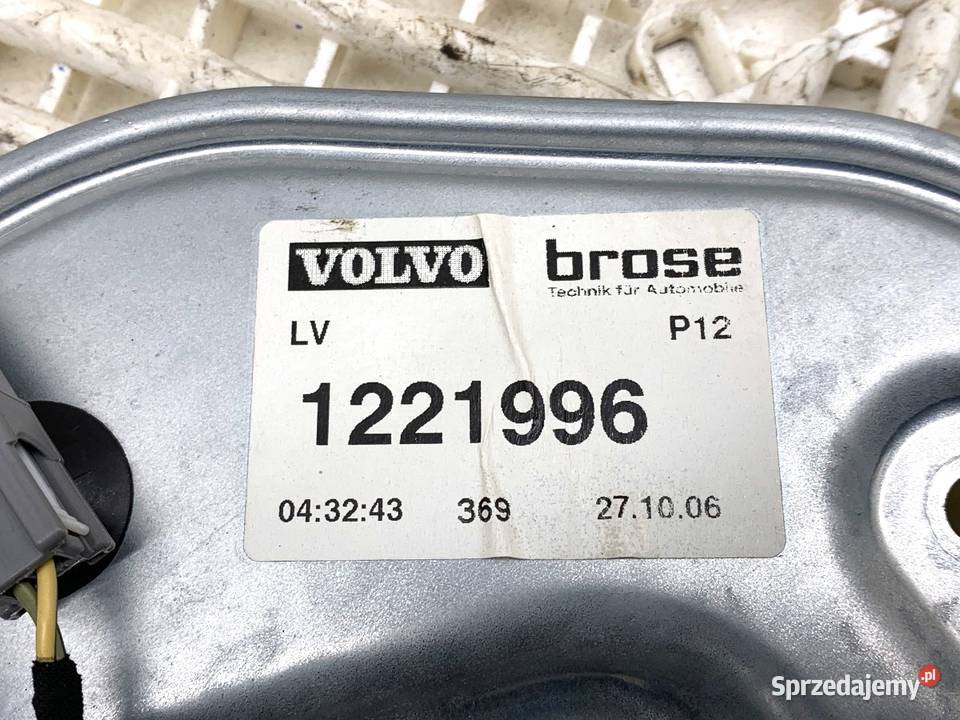 VOLVO brose
Technik für Automobile
LV P12
1221996
04:32:43 369 27.10.06
Sprzedajemy.pl